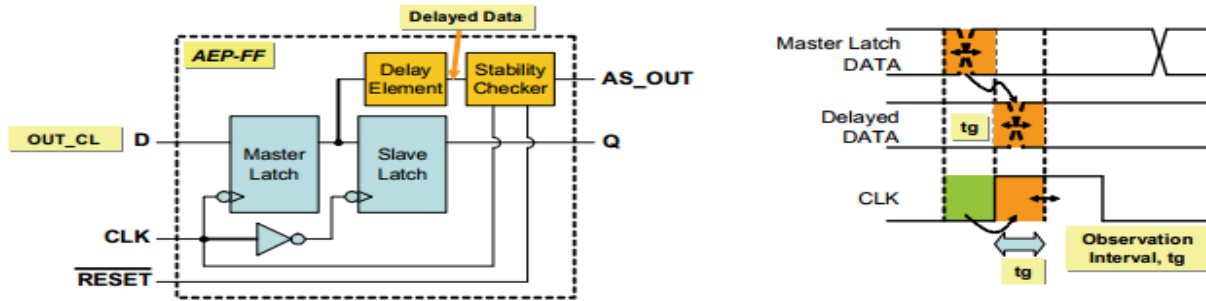 Delayed Data
AEP-FF
Delay
Element
Stability
Checker
AS_OUT
OUT_CL
D
Master
Latch
Slave
Latch
Q
CLK
RESET
Master Latch
DATA
Delayed
DATA
tg
CLK
Observation
Interval, tg
tg